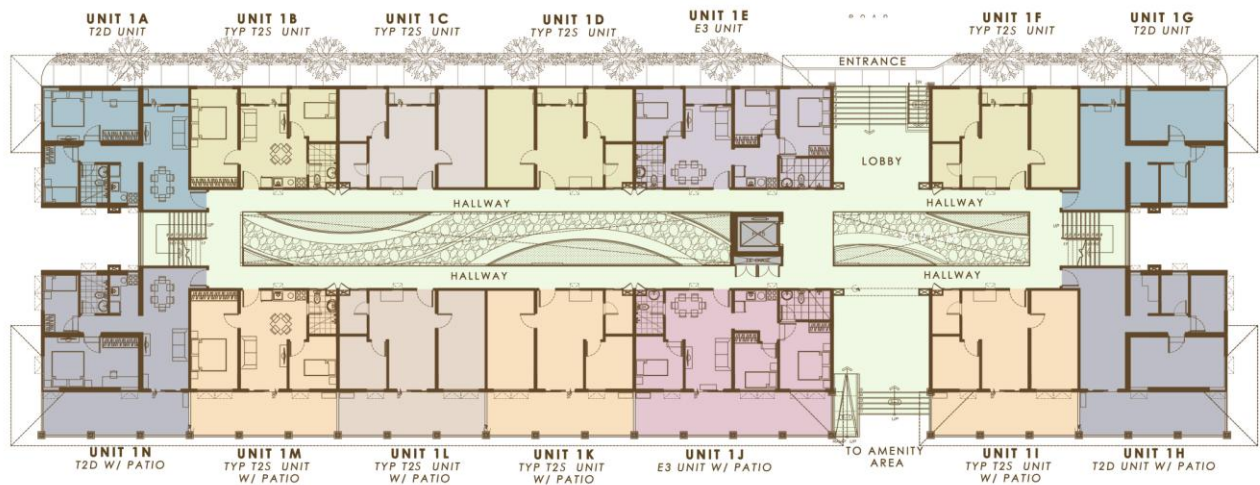 UNIT 1A
T2D UNIT
UNIT 1B
TYP T2S UNIT
UNIT 1C
TYP T2S UNIT
UNIT 1D
TYP T2S UNIT
UNIT 1E
E3 UNIT
UNIT 1F
TYP T2S UNIT
UNIT 1G
T2D UNIT
ENTRANCE
LOBBY
HALLWAY
HALLWAY
HALLWAY
HALLWAY
UNIT 1N
T2D W/ PATIO
UNIT 1M
TYP T2S UNIT
W/ PATIO
UNIT 1L
TYP T2S UNIT
W/ PATIO
UNIT 1K
TYP T2S UNIT
W/ PATIO
UNIT 1J
E3 UNIT W/ PATIO
TO AMENITY
AREA
UNIT 1I
TYP T2S UNIT
W/ PATIO
UNIT 1H
T2D UNIT W/ PATIO